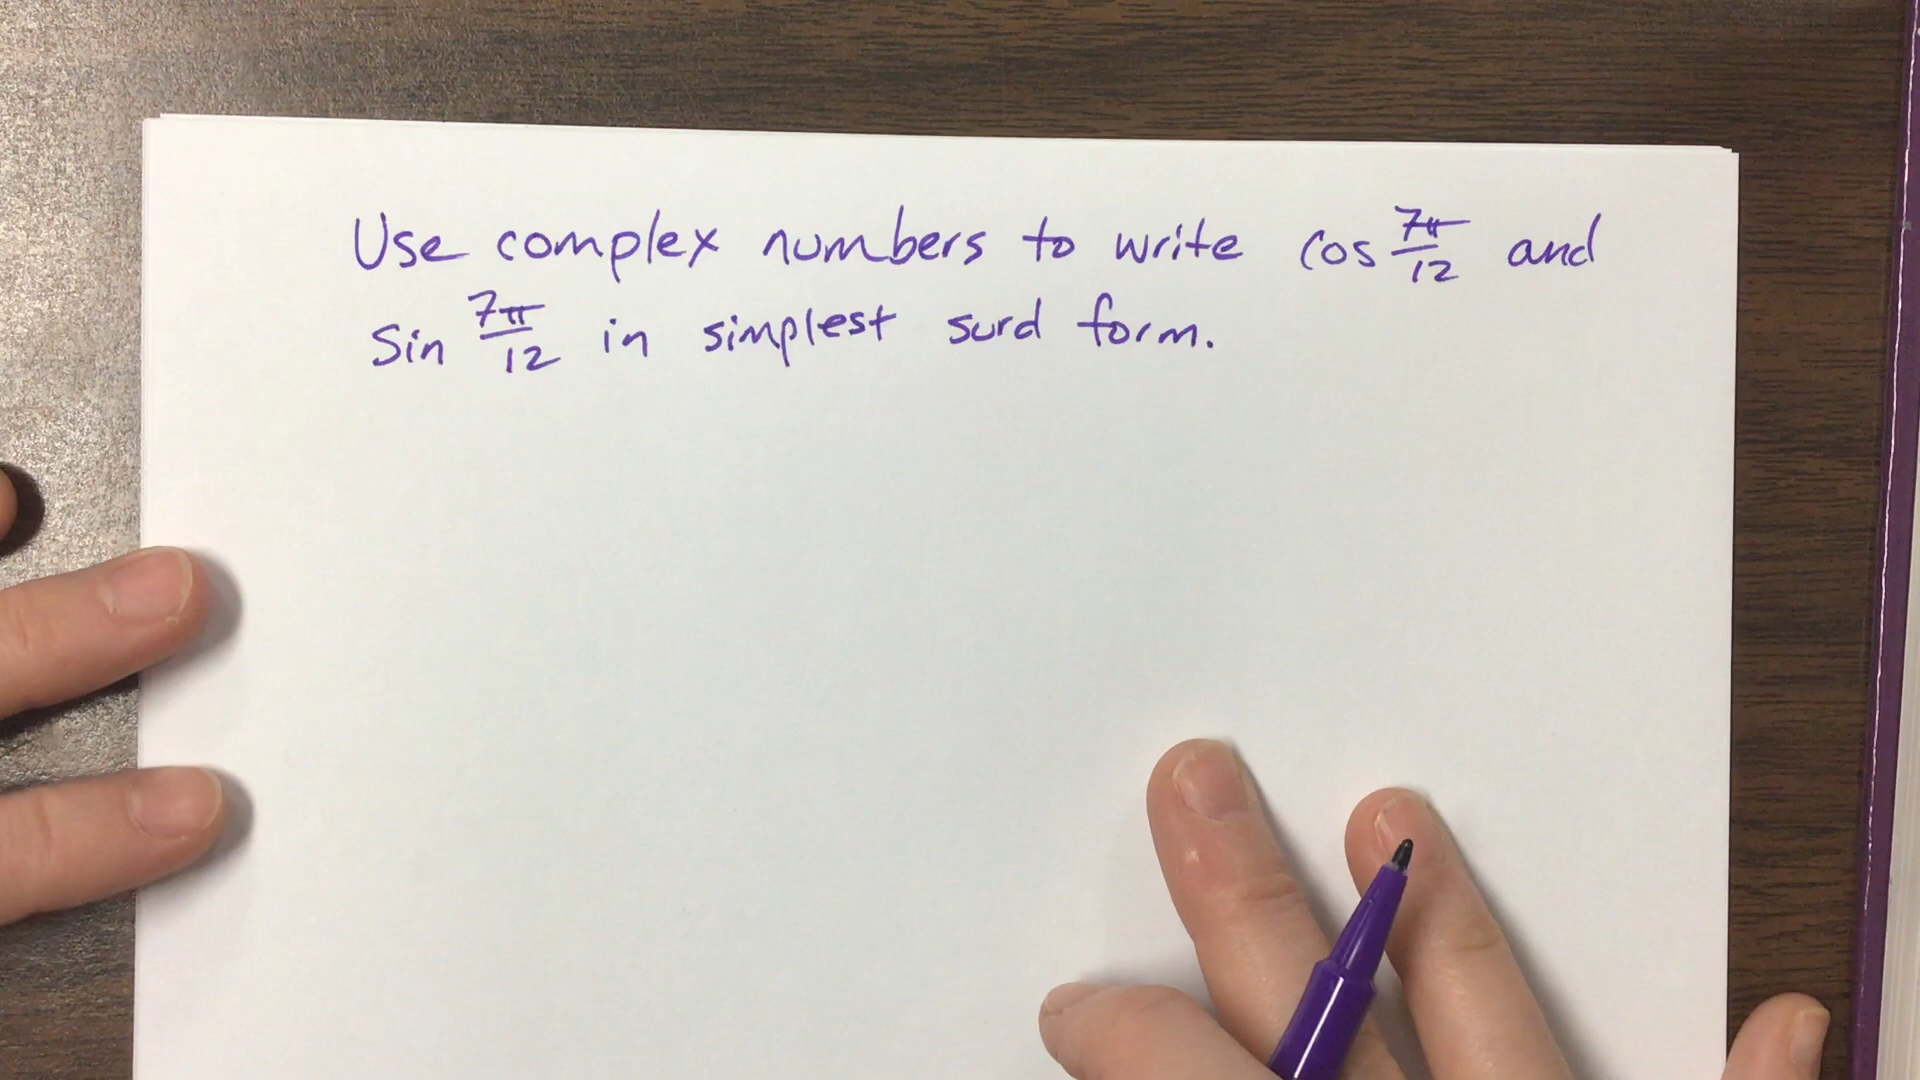 Use complex numbers to write cos 7π/12 and
sin 7π/12 in simplest surd form.